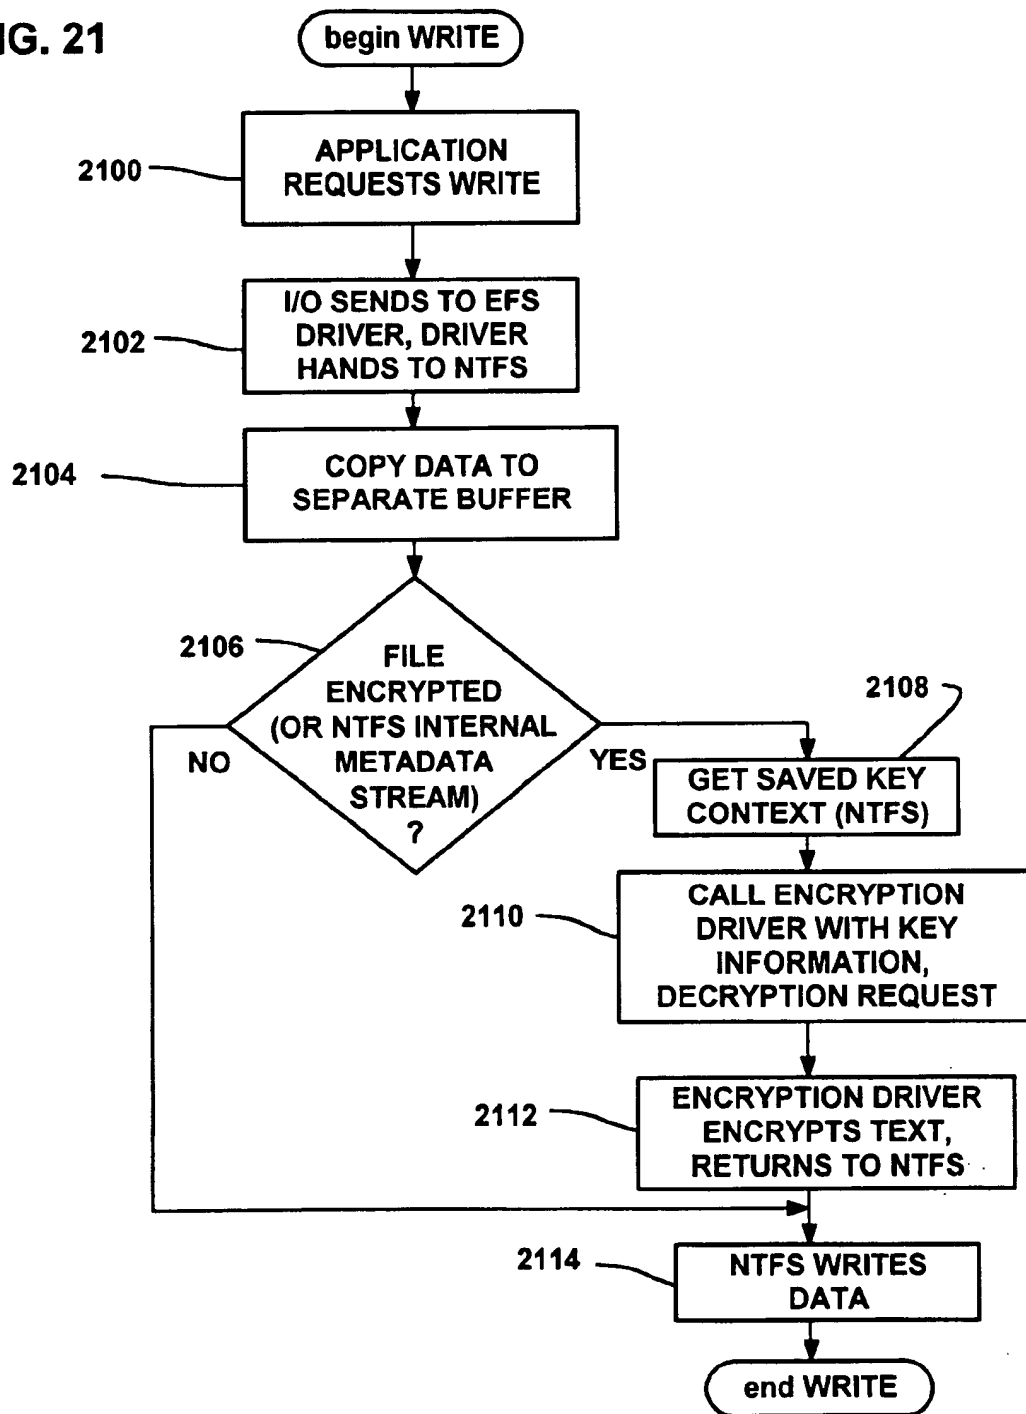 IG. 21
begin WRITE
2100
APPLICATION
REQUESTS WRITE
2102
I/O SENDS TO EFS
DRIVER, DRIVER
HANDS TO NTFS
2104
COPY DATA TO
SEPARATE BUFFER
2106
FILE
ENCRYPTED
(OR NTFS INTERNAL
METADATA
STREAM)
?
NO
YES
2108
GET SAVED KEY
CONTEXT (NTFS)
2110
CALL ENCRYPTION
DRIVER WITH KEY
INFORMATION,
DECRYPTION REQUEST
2112
ENCRYPTION DRIVER
ENCRYPTS TEXT,
RETURNS TO NTFS
2114
NTFS WRITES
DATA
end WRITE